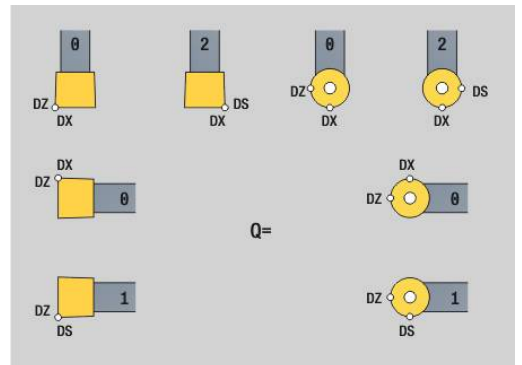 0 2 0 2
DZ DS DZ DS
DX DX DX DX
DX DX
DZ 0 DZ 0
Q=
1 DZ 1
DZ
DS DS